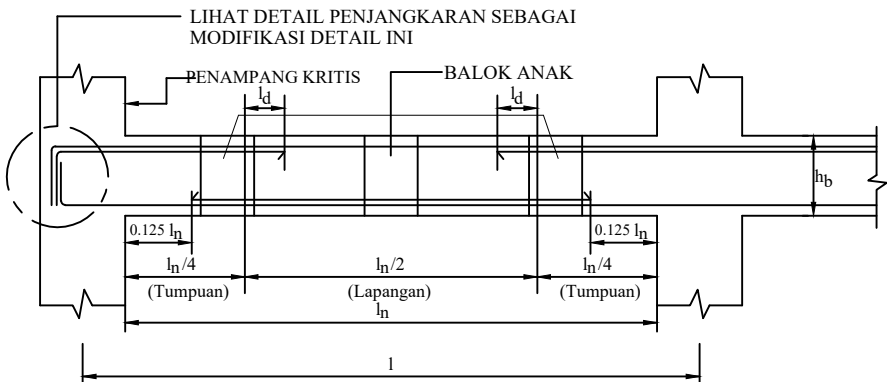 LIHAT DETAIL PENJANGKARAN SEBAGAI
MODIFIKASI DETAIL INI
PENAMPANG KRITIS
BALOK ANAK
ld
ld
hb
0.125 ln
0.125 ln
ln/4
ln/2
ln/4
(Tumpuan)
(Lapangan)
(Tumpuan)
ln
l